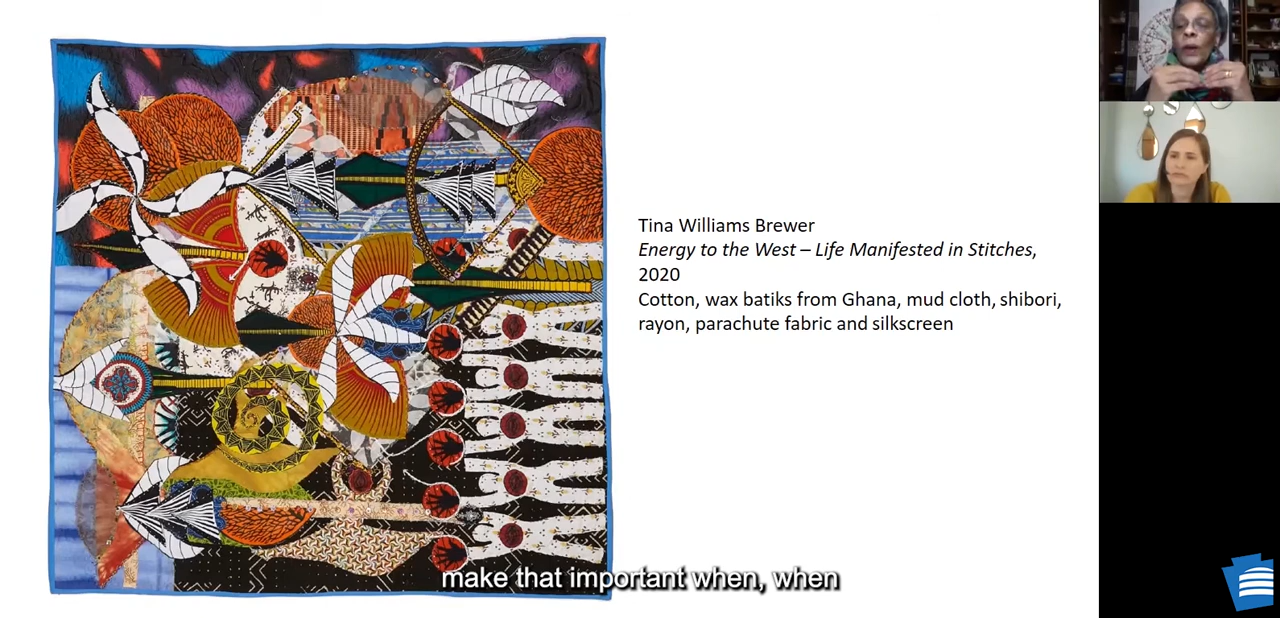 Tina Williams Brewer
Energy to the West – Life Manifested in Stitches,
2020
Cotton, wax batiks from Ghana, mud cloth, shibori,
rayon, parachute fabric and silkscreen
make that important when, when